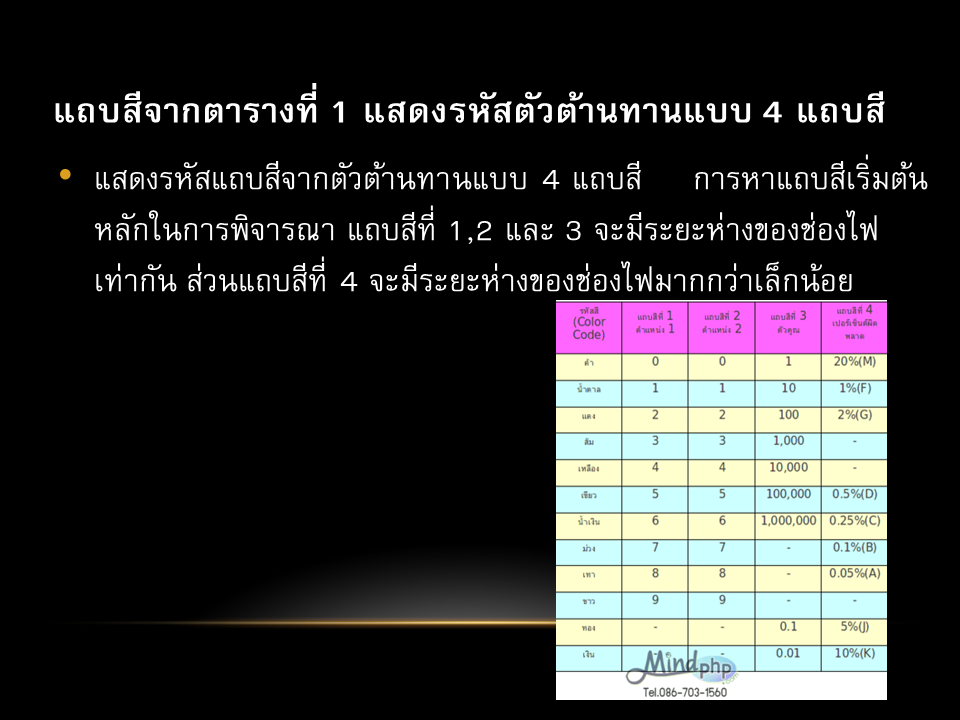 แถบสีจากตารางที่ 1 แสดงรหัสตัวต้านทานแบบ 4 แถบสี
• แสดงรหัสแถบสีจากตัวต้านทานแบบ 4 แถบสี การหาแถบสีเริ่มต้น
หลักในการพิจารณา แถบสีที่ 1,2 และ 3 จะมีระยะห่างของช่องไฟ
เท่ากัน ส่วนแถบสีที่ 4 จะมีระยะห่างของช่องไฟมากกว่าเล็กน้อย
รหัสสี (Color Code) แถบสีที่ 1 ตำแหน่ง 1 แถบสีที่ 2 ตำแหน่ง 2 แถบสีที่ 3 ตัวคูณ แถบสีที่ 4 เปอร์เซ็นต์ผิดพลาด
ดำ 0 0 1 20%(M)
น้ำตาล 1 1 10 1%(F)
แดง 2 2 100 2%(G)
ส้ม 3 3 1,000 -
เหลือง 4 4 10,000 -
เขียว 5 5 100,000 0.5%(D)
น้ำเงิน 6 6 1,000,000 0.25%(C)
ม่วง 7 7 - 0.1%(B)
เทา 8 8 - 0.05%(A)
ขาว 9 9 - -
ทอง - - 0.1 5%(J)
เงิน - - 0.01 10%(K)
Mindphp.com
Tel.086-703-1560